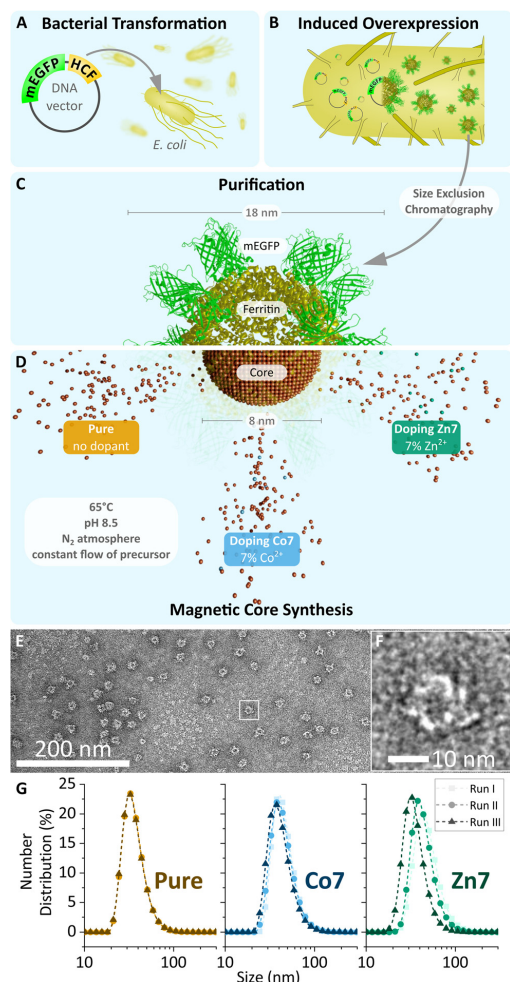 A Bacterial Transformation
mEGFP HCF
DNA
vector
E. coli
B Induced Overexpression
mEGFP
C Purification
Size Exclusion
Chromatography
18 nm
mEGFP
Ferritin
D
Core
8 nm
Pure
no dopant
Doping Zn7
7% Zn²⁺
65°C
pH 8.5
N₂ atmosphere
constant flow of precursor
Doping Co7
7% Co²⁺
Magnetic Core Synthesis
E
200 nm
F
10 nm
G
Number
Distribution (%)
25
20
15
10
5
0
Pure
Co7
Zn7
Run I
Run II
Run III
10 100
10 100
10 100
Size (nm)